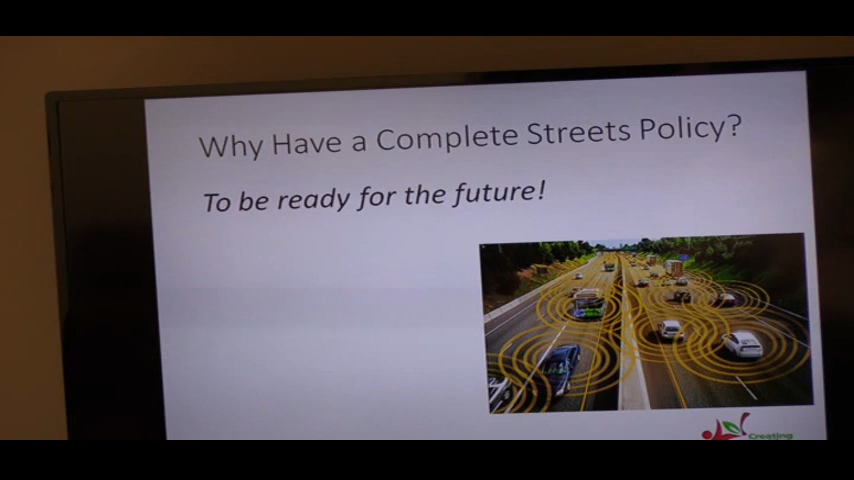 Why Have a Complete Streets Policy?
To be ready for the future!
Creating